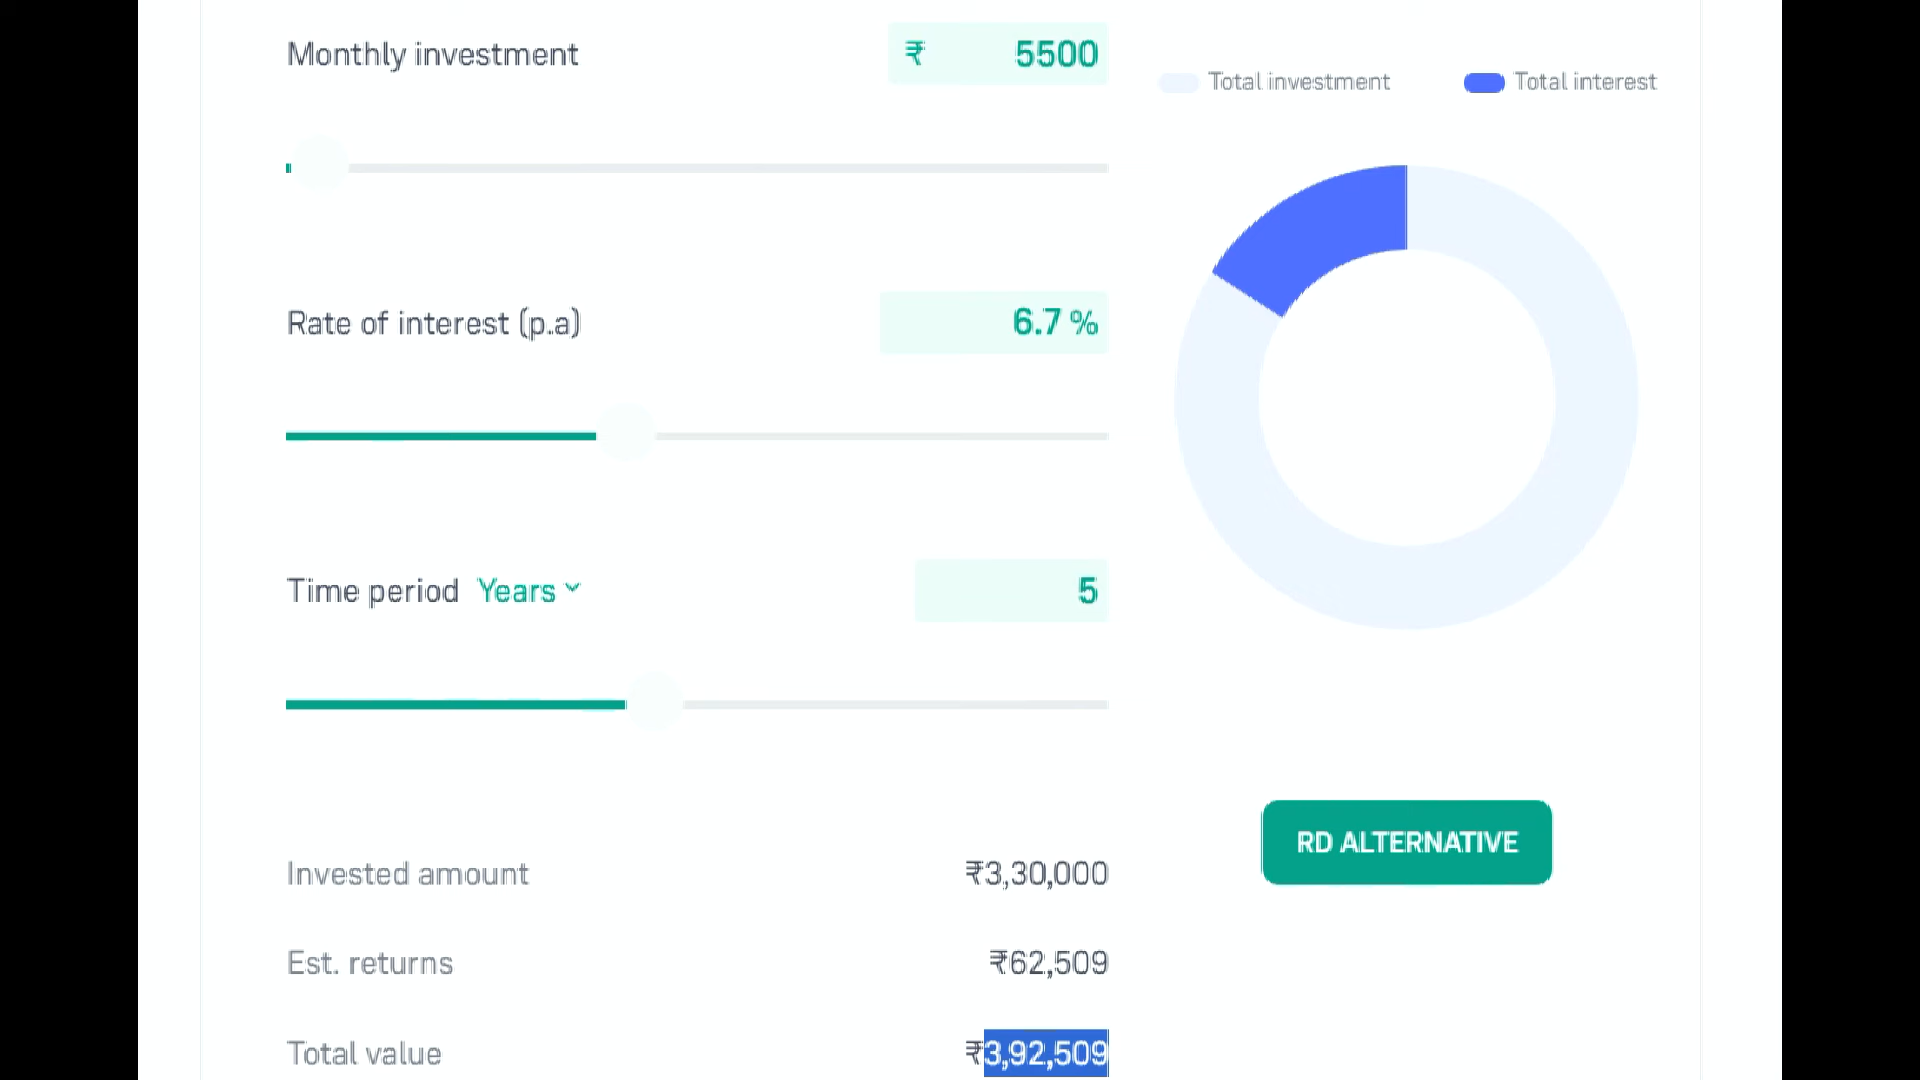 Monthly investment ₹ 5500
Total investment Total interest
Rate of interest (p.a) 6.7 %
Time period Years 5
RD ALTERNATIVE
Invested amount ₹3,30,000
Est. returns ₹62,509
Total value ₹3,92,509